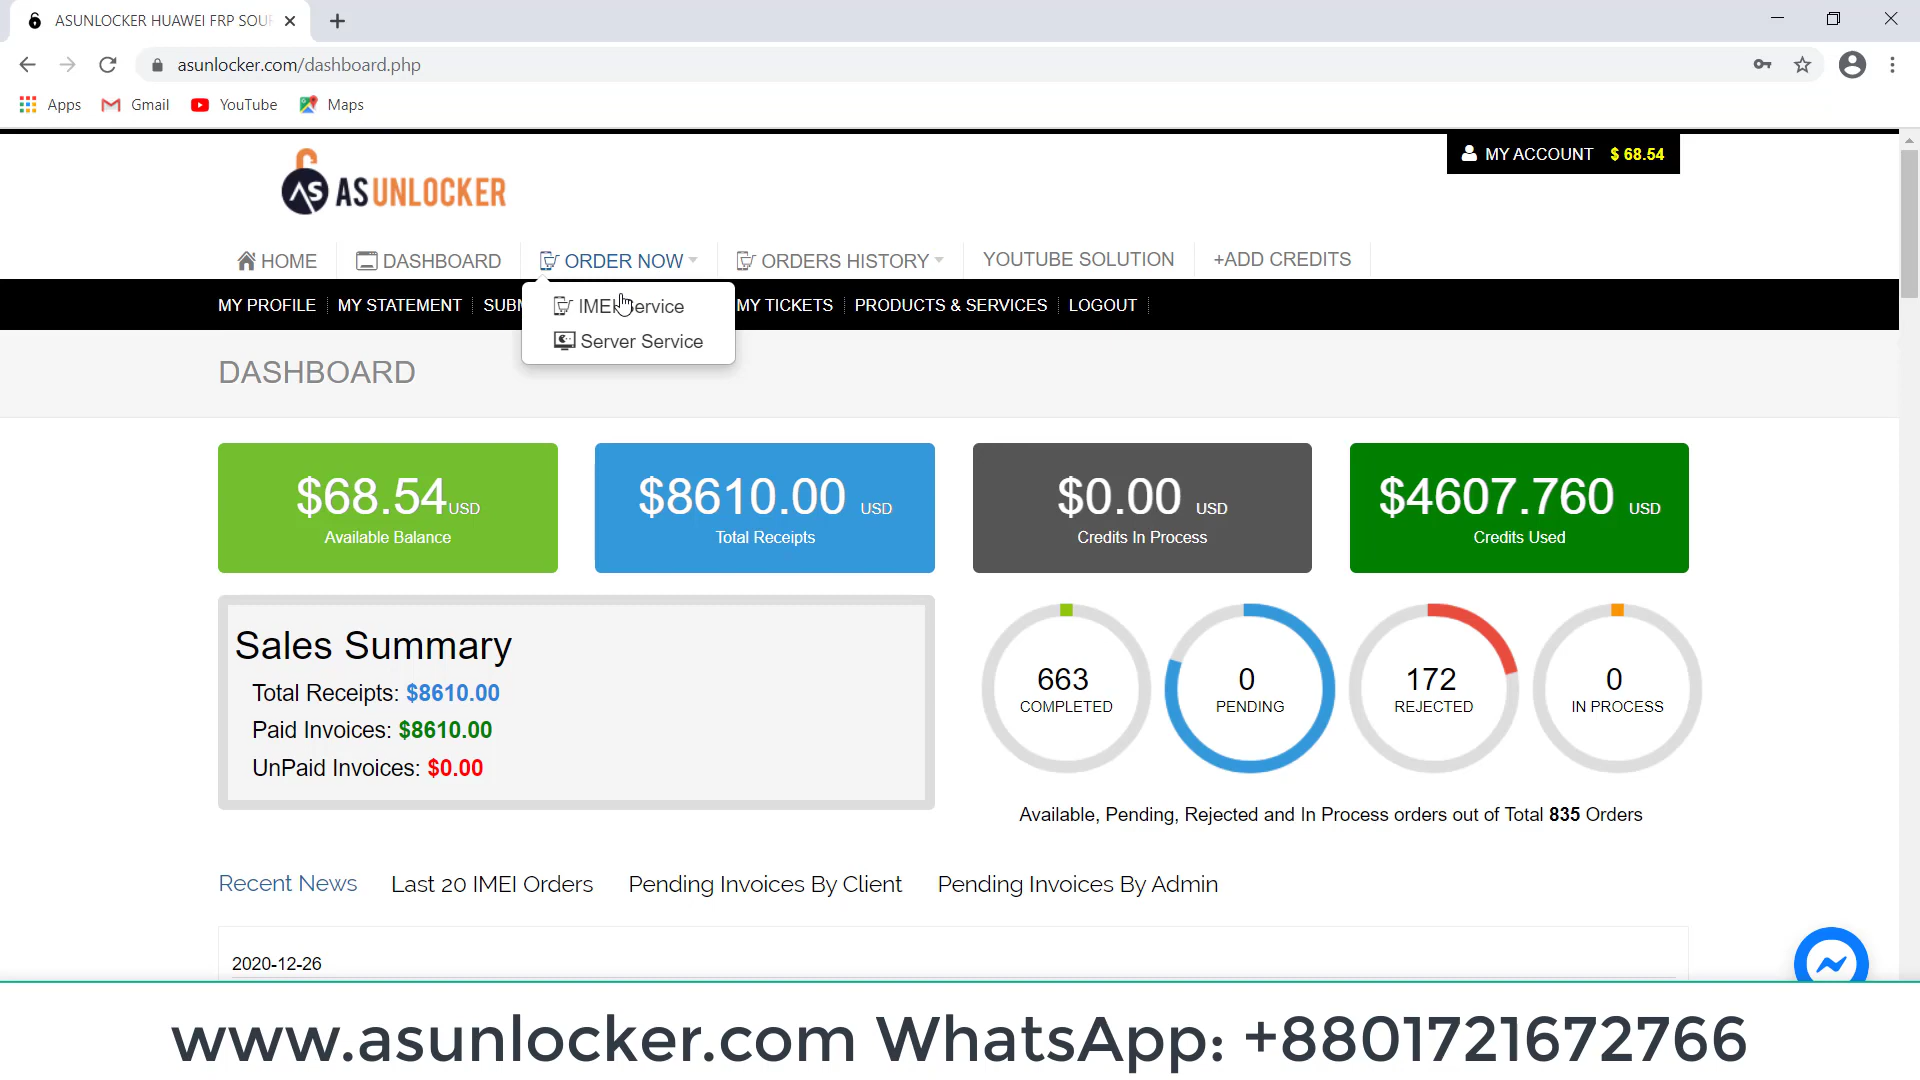 ASUNLOCKER HUAWEI FRP SOUR
asunlocker.com/dashboard.php
Apps Gmail YouTube Maps
MY ACCOUNT $ 68.54
AS UNLOCKER
HOME DASHBOARD ORDER NOW ORDERS HISTORY YOUTUBE SOLUTION +ADD CREDITS
MY PROFILE MY STATEMENT SUBM MY TICKETS PRODUCTS & SERVICES LOGOUT
IMEI Service
Server Service
DASHBOARD
$68.54 USD
Available Balance
$8610.00 USD
Total Receipts
$0.00 USD
Credits In Process
$4607.760 USD
Credits Used
Sales Summary
Total Receipts: $8610.00
Paid Invoices: $8610.00
UnPaid Invoices: $0.00
663
COMPLETED
0
PENDING
172
REJECTED
0
IN PROCESS
Available, Pending, Rejected and In Process orders out of Total 835 Orders
Recent News Last 20 IMEI Orders Pending Invoices By Client Pending Invoices By Admin
2020-12-26
www.asunlocker.com WhatsApp: +8801721672766